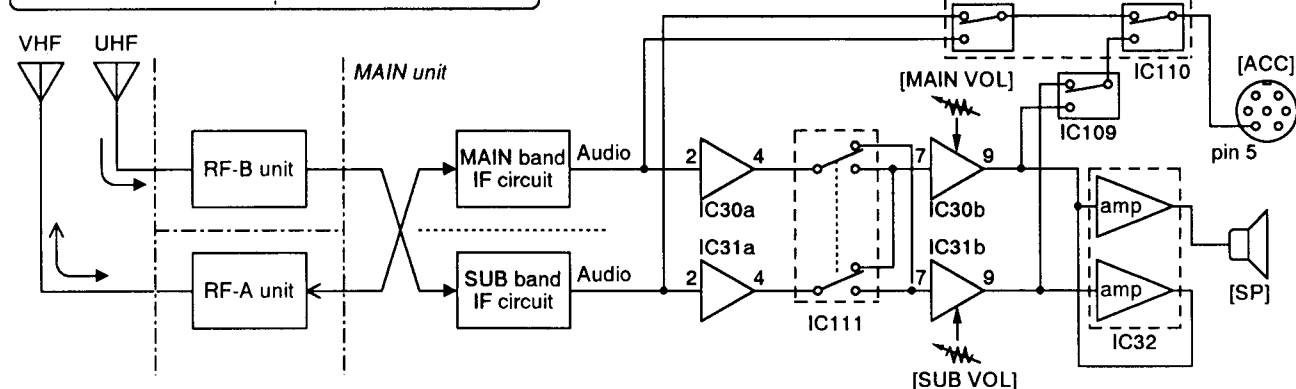 VHF
UHF
MAIN unit
RF-B unit
RF-A unit
MAIN band
IF circuit
SUB band
IF circuit
Audio
Audio
2
4
IC30a
2
4
IC31a
IC111
[MAIN VOL]
7
9
IC30b
IC31b
7
9
[SUB VOL]
IC109
IC110
[ACC]
pin 5
amp
amp
IC32
[SP]